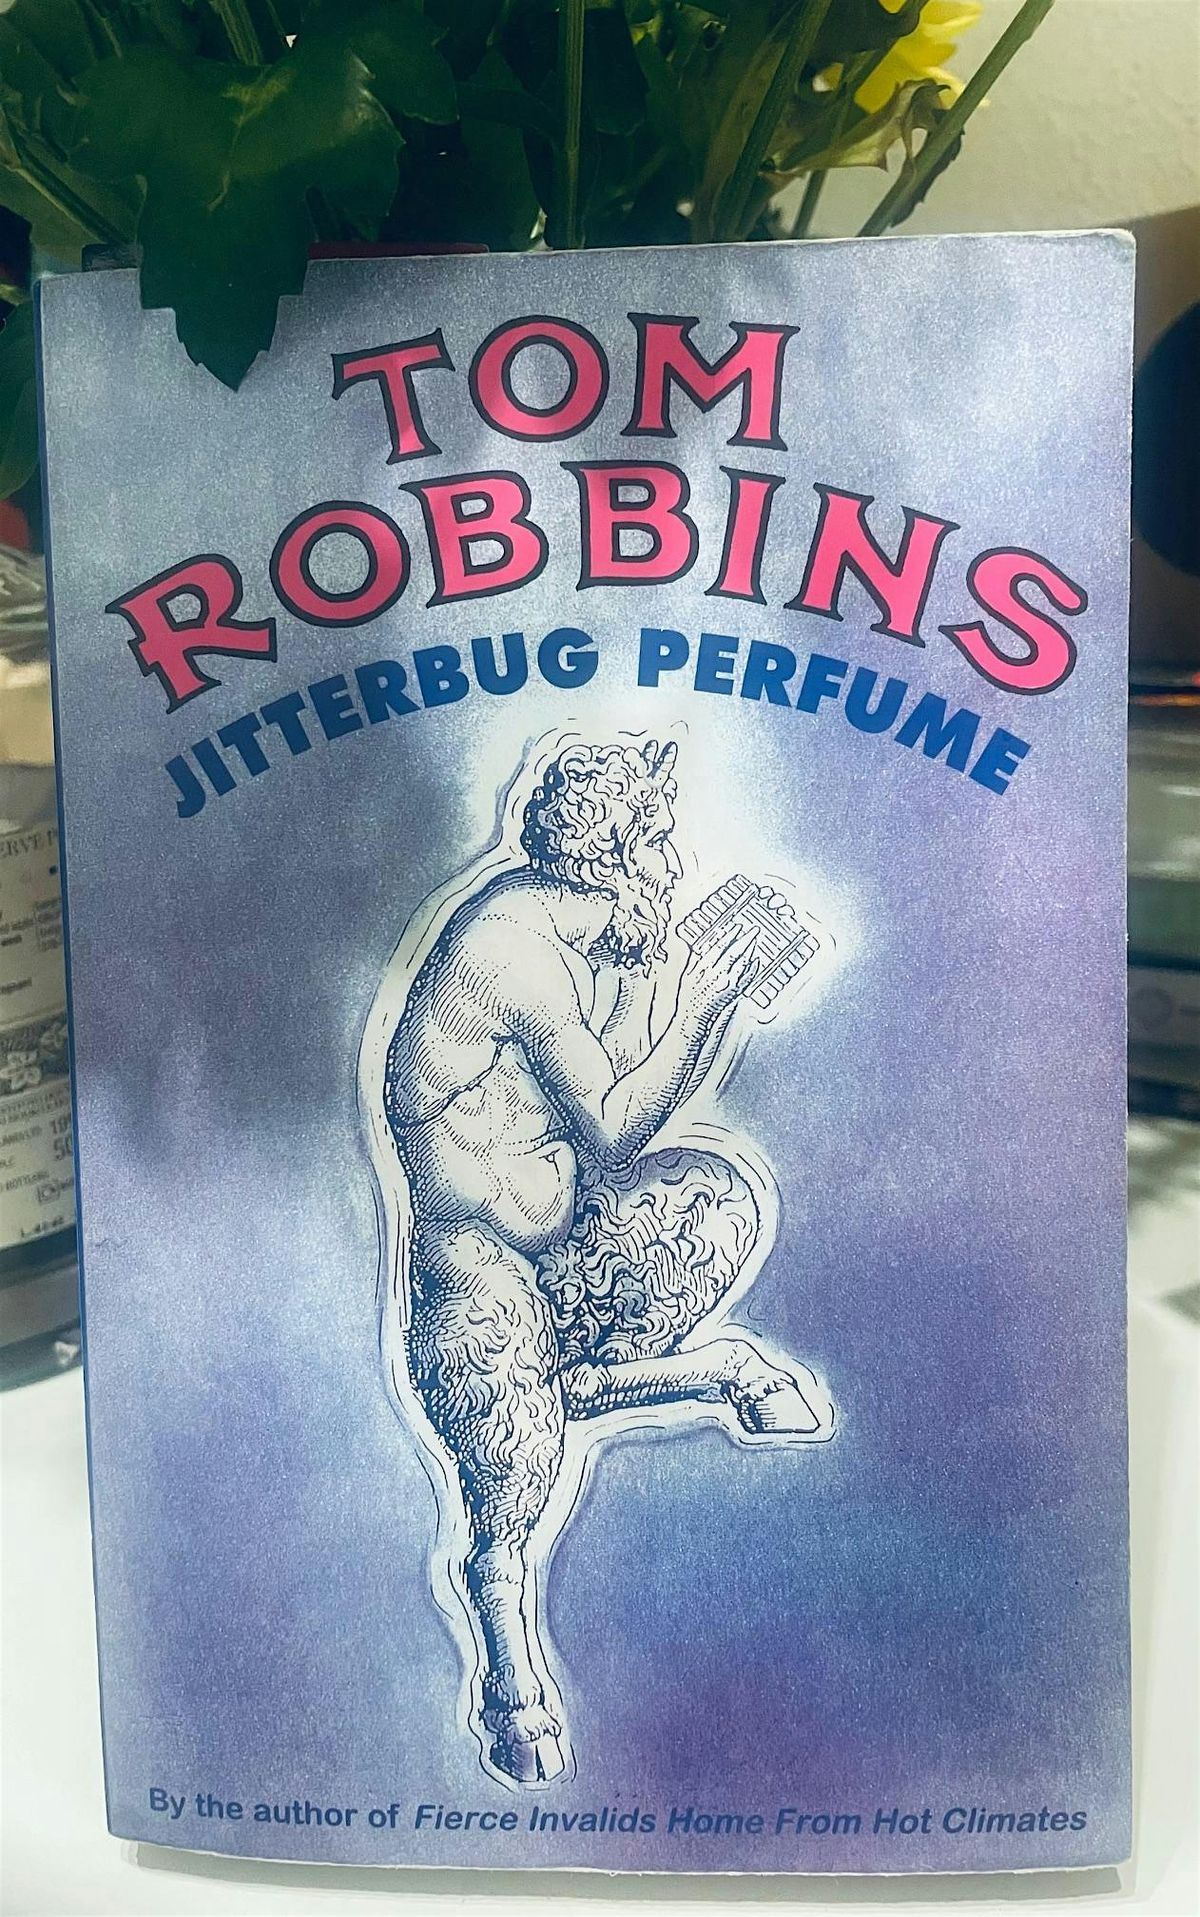 TOM
ROBBINS
JITTERBUG PERFUME
By the author of Fierce Invalids Home From Hot Climates